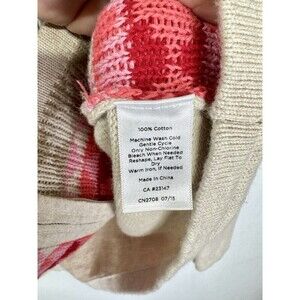 100% Cotton
Machine Wash Cold
Gentle Cycle
Only Non-Chlorine
Bleach When Needed
Reshape, Lay Flat To
Dry
Warm Iron, If Needed
Made in China
CA #23147
CN2708 07/15